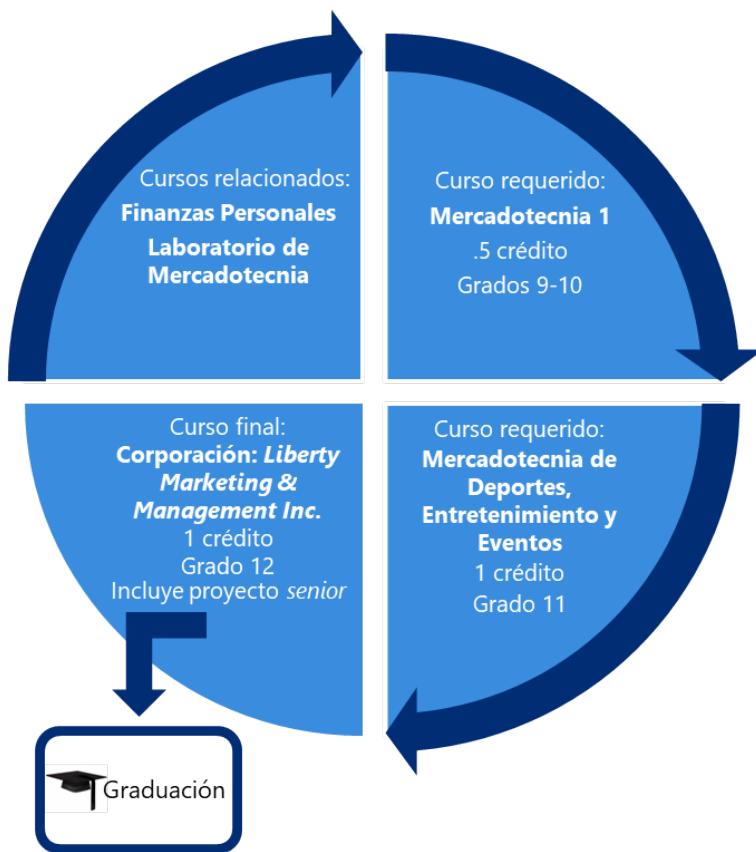 Cursos relacionados:
Finanzas Personales
Laboratorio de
Mercadotecnia
Curso requerido:
Mercadotecnia 1
.5 crédito
Grados 9-10
Curso requerido:
Mercadotecnia de
Deportes,
Entretenimiento y
Eventos
1 crédito
Grado 11
Curso final:
Corporación: Liberty
Marketing &
Management Inc.
1 crédito
Grado 12
Incluye proyecto senior
Graduación